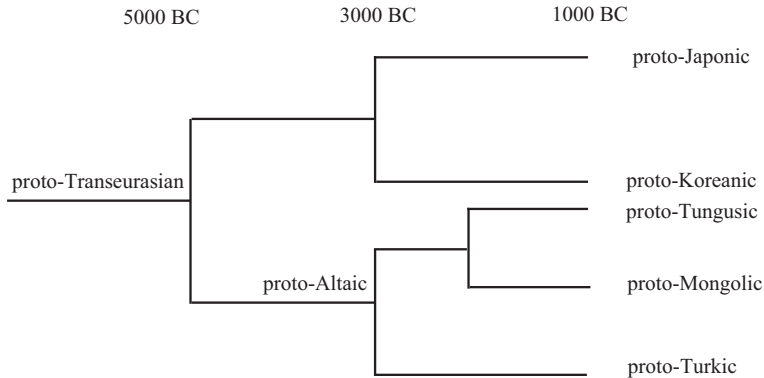 5000 BC 3000 BC 1000 BC
proto-Japonic
proto-Transeurasian
proto-Koreanic
proto-Tungusic
proto-Altaic
proto-Mongolic
proto-Turkic